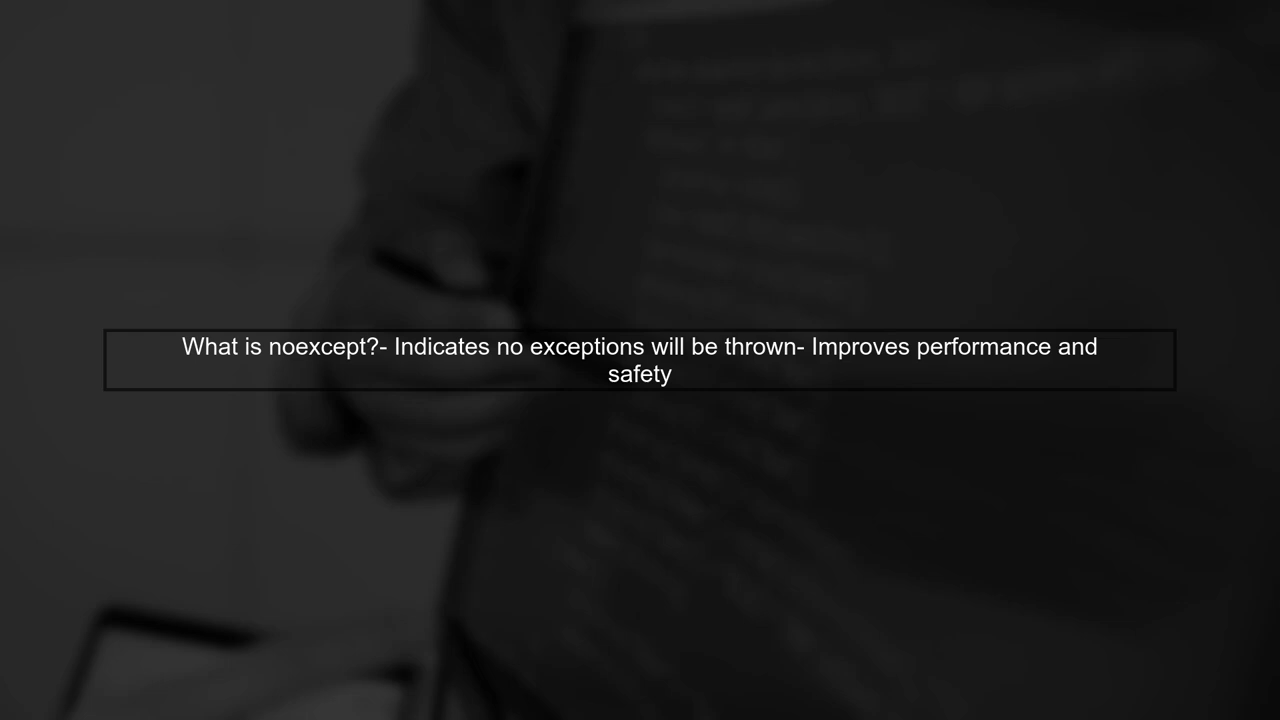 What is noexcept?- Indicates no exceptions will be thrown- Improves performance and
safety